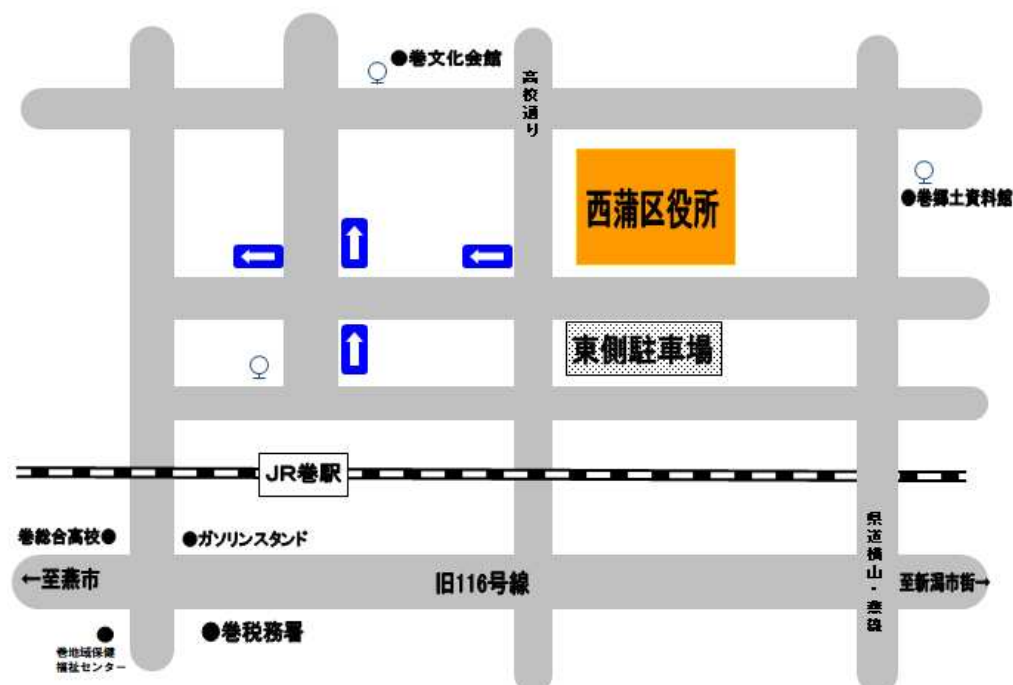 ●巻文化会館
高校通り
西蒲区役所
●巻郷土資料館
東側駐車場
JR巻駅
巻総合高校●
●ガソリンスタンド
県道横山・燕線
←至燕市
旧116号線
至新潟市街→
●巻税務署
巻地域保健
福祉センター